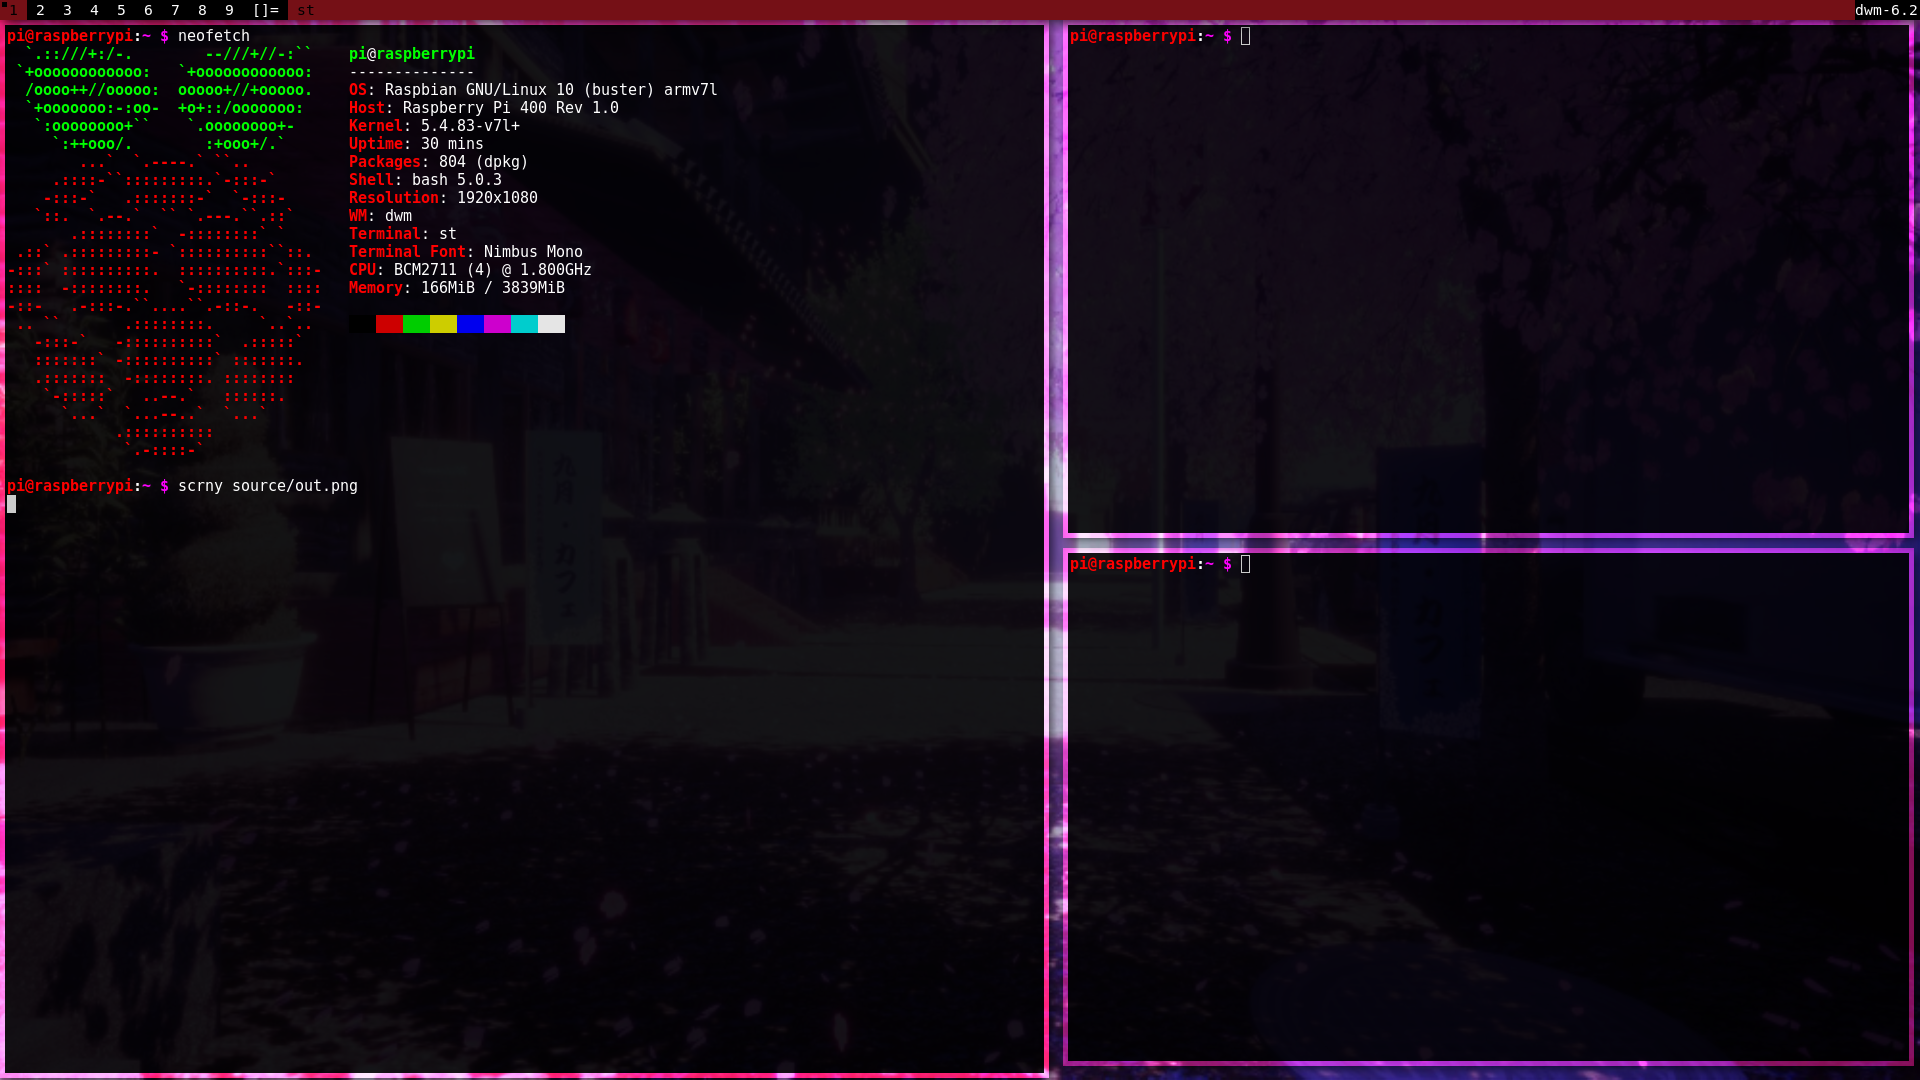 1 2 3 4 5 6 7 8 9 []= st dwm-6.2
pi@raspberrypi:~ $ neofetch
pi@raspberrypi
--------------
OS: Raspbian GNU/Linux 10 (buster) armv7l
Host: Raspberry Pi 400 Rev 1.0
Kernel: 5.4.83-v7l+
Uptime: 30 mins
Packages: 804 (dpkg)
Shell: bash 5.0.3
Resolution: 1920x1080
WM: dwm
Terminal: st
Terminal Font: Nimbus Mono
CPU: BCM2711 (4) @ 1.800GHz
Memory: 166MiB / 3839MiB
pi@raspberrypi:~ $ scrny source/out.png
pi@raspberrypi:~ $
pi@raspberrypi:~ $